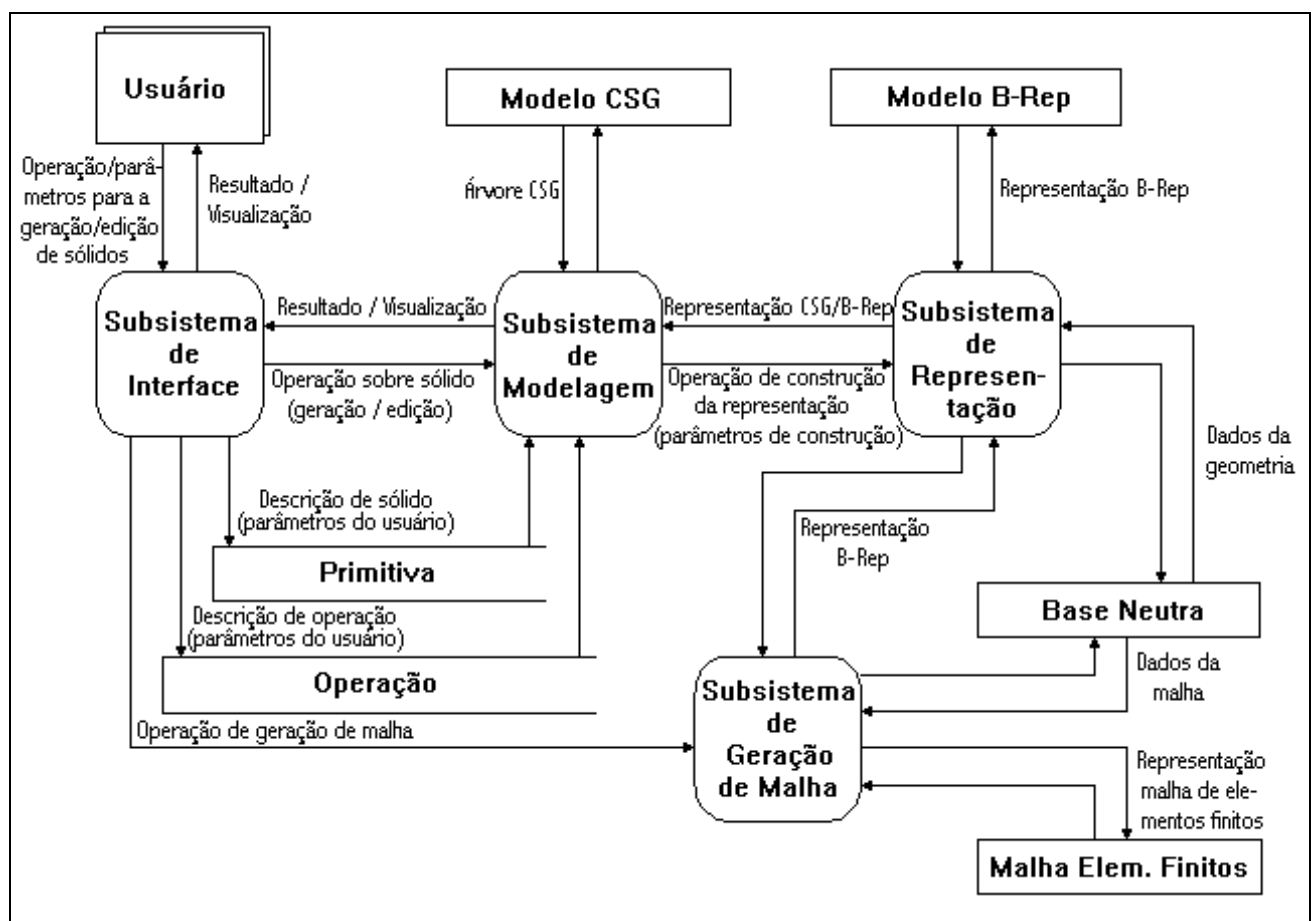 Usuário
Modelo CSG
Modelo B-Rep
Operação/parâ-
metros para a
geração/edição
de sólidos
Resultado /
Visualização
Árvore CSG
Representação B-Rep
Subsistema
de
Interface
Resultado / Visualização
Operação sobre sólido
(geração / edição)
Subsistema
de
Modelagem
Representação CSG/B-Rep
Operação de construção
da representação
(parâmetros de construção)
Subsistema
de
Represen-
tação
Dados da
geometria
Descrição de sólido
(parâmetros do usuário)
Primitiva
Representação
B-Rep
Descrição de operação
(parâmetros do usuário)
Operação
Base Neutra
Dados da
malha
Operação de geração de malha
Subsistema
de
Geração
de Malha
Representação
malha de ele-
mentos finitos
Malha Elem. Finitos